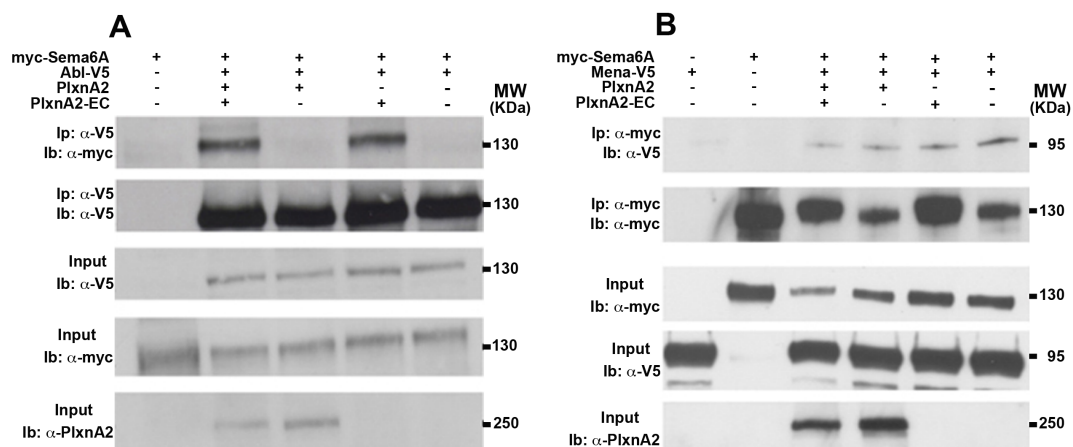 A
myc-Sema6A + + + + +
Abl-V5 - + + + +
PlxnA2 - + + - -
PlxnA2-EC - + - + -
MW
(KDa)
Ip: α-V5
Ib: α-myc
130
Ip: α-V5
Ib: α-V5
130
Input
Ib: α-V5
130
Input
Ib: α-myc
130
Input
Ib: α-PlxnA2
250
B
myc-Sema6A - + + + + +
Mena-V5 + - + + + +
PlxnA2 - - + + - -
PlxnA2-EC - - + - + -
MW
(KDa)
Ip: α-myc
Ib: α-V5
95
Ip: α-myc
Ib: α-myc
130
Input
Ib: α-myc
130
Input
Ib: α-V5
95
Input
Ib: α-PlxnA2
250